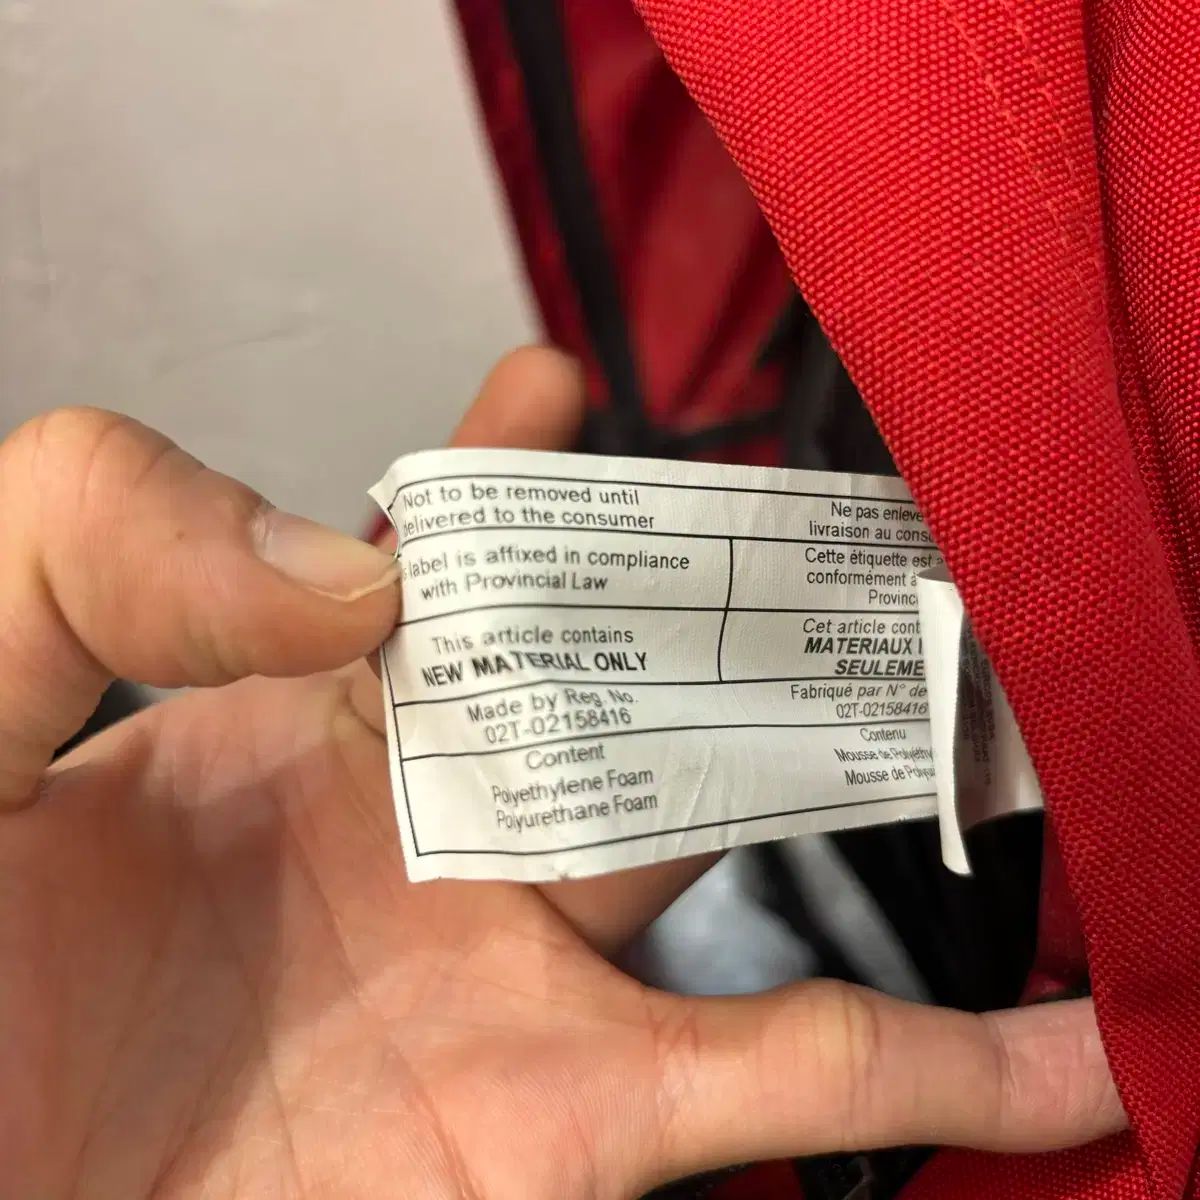 Not to be removed until
delivered to the consumer
label is affixed in compliance
with Provincial Law
This article contains
NEW MATERIAL ONLY
Made by Reg. No.
02T-02158416
Content
Polyethylene Foam
Polyurethane Foam
Ne pas enleve
livraison au cons
Cette étiquette est
conformément à
Provinc
Cet article cont
MATERIAUX
SEULEME
Fabriqué par N° de
02T-02158416
Contenu
Mousse de Polyéthy
Mousse de Polyu